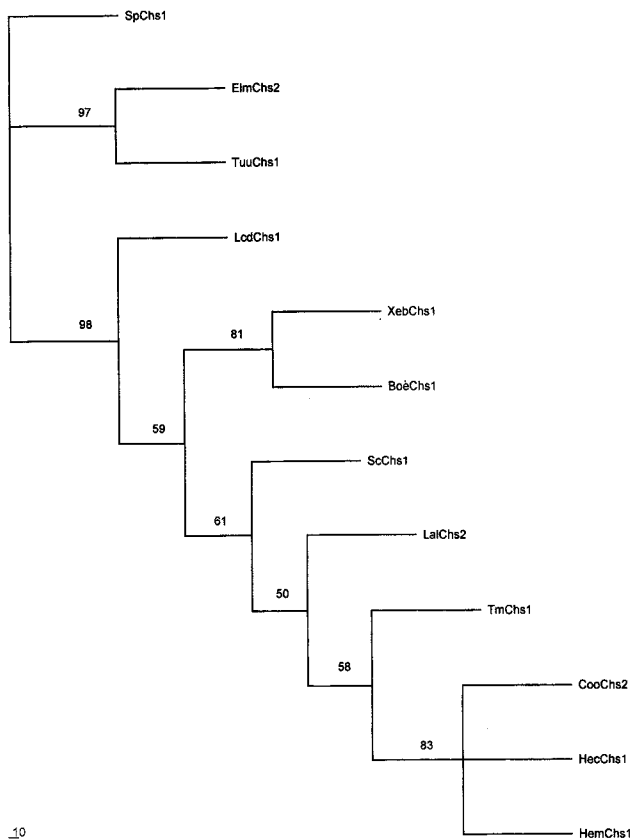 SpChs1
ElmChs2
97
TuuChs1
LcdChs1
XebChs1
98
81
BoèChs1
59
ScChs1
61
LalChs2
50
TmChs1
58
CooChs2
83
HecChs1
10
HemChs1